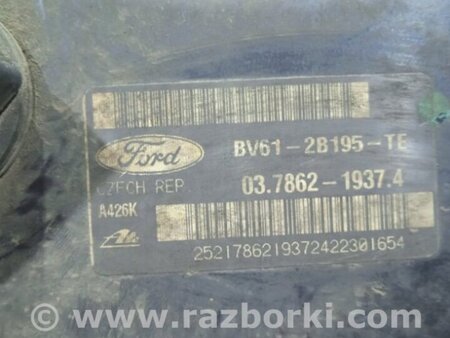 Ford
BV61-2B195-TE
CZECH REP
03.7862-1937.4
A426K
2521786219372422301654
www.razborki.com